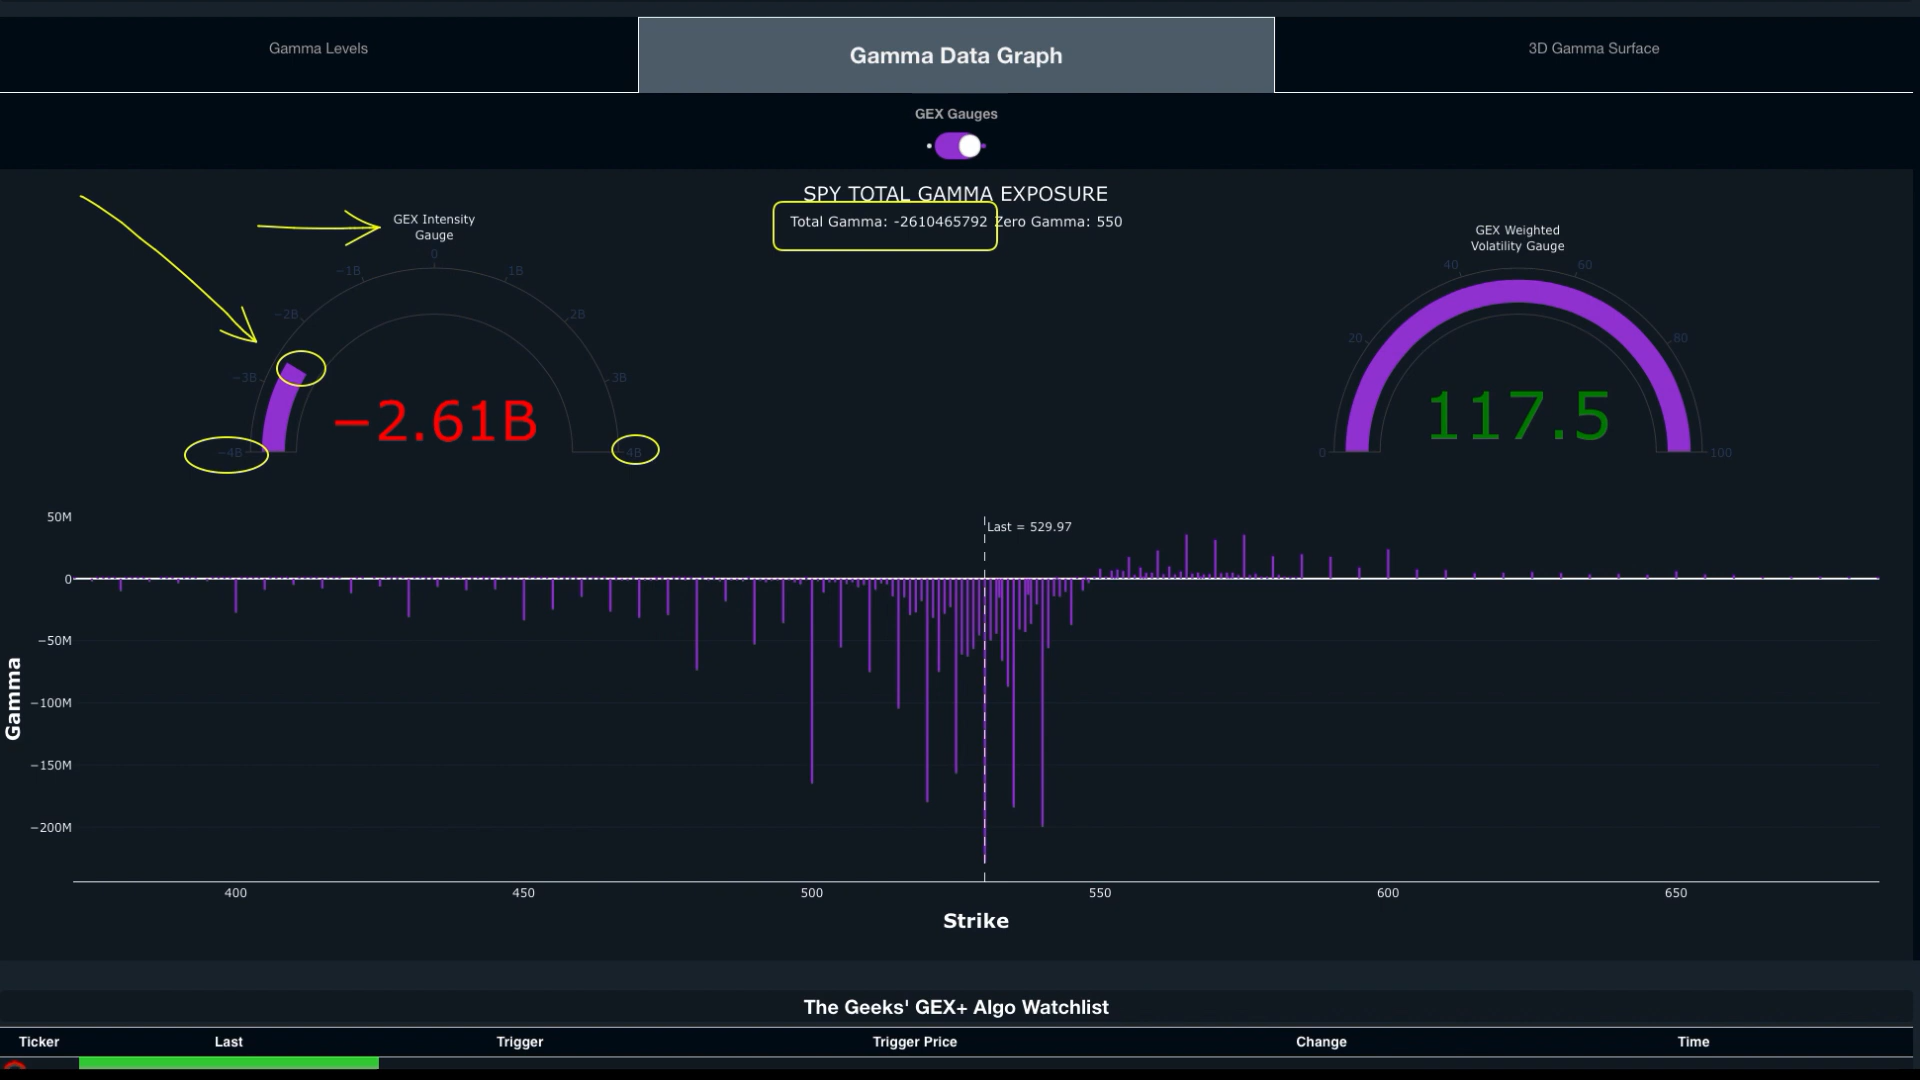 Gamma Levels
Gamma Data Graph
3D Gamma Surface
GEX Gauges
SPY TOTAL GAMMA EXPOSURE
Total Gamma: -2610465792 Zero Gamma: 550
GEX Intensity
Gauge
−4B
−3B
−2B
−1B
0
1B
2B
3B
4B
−2.61B
GEX Weighted
Volatility Gauge
0
20
40
60
80
100
117.5
Last = 529.97
50M
0
−50M
−100M
−150M
−200M
Gamma
400 450 500 550 600 650
Strike
The Geeks' GEX+ Algo Watchlist
Ticker Last Trigger Trigger Price Change Time